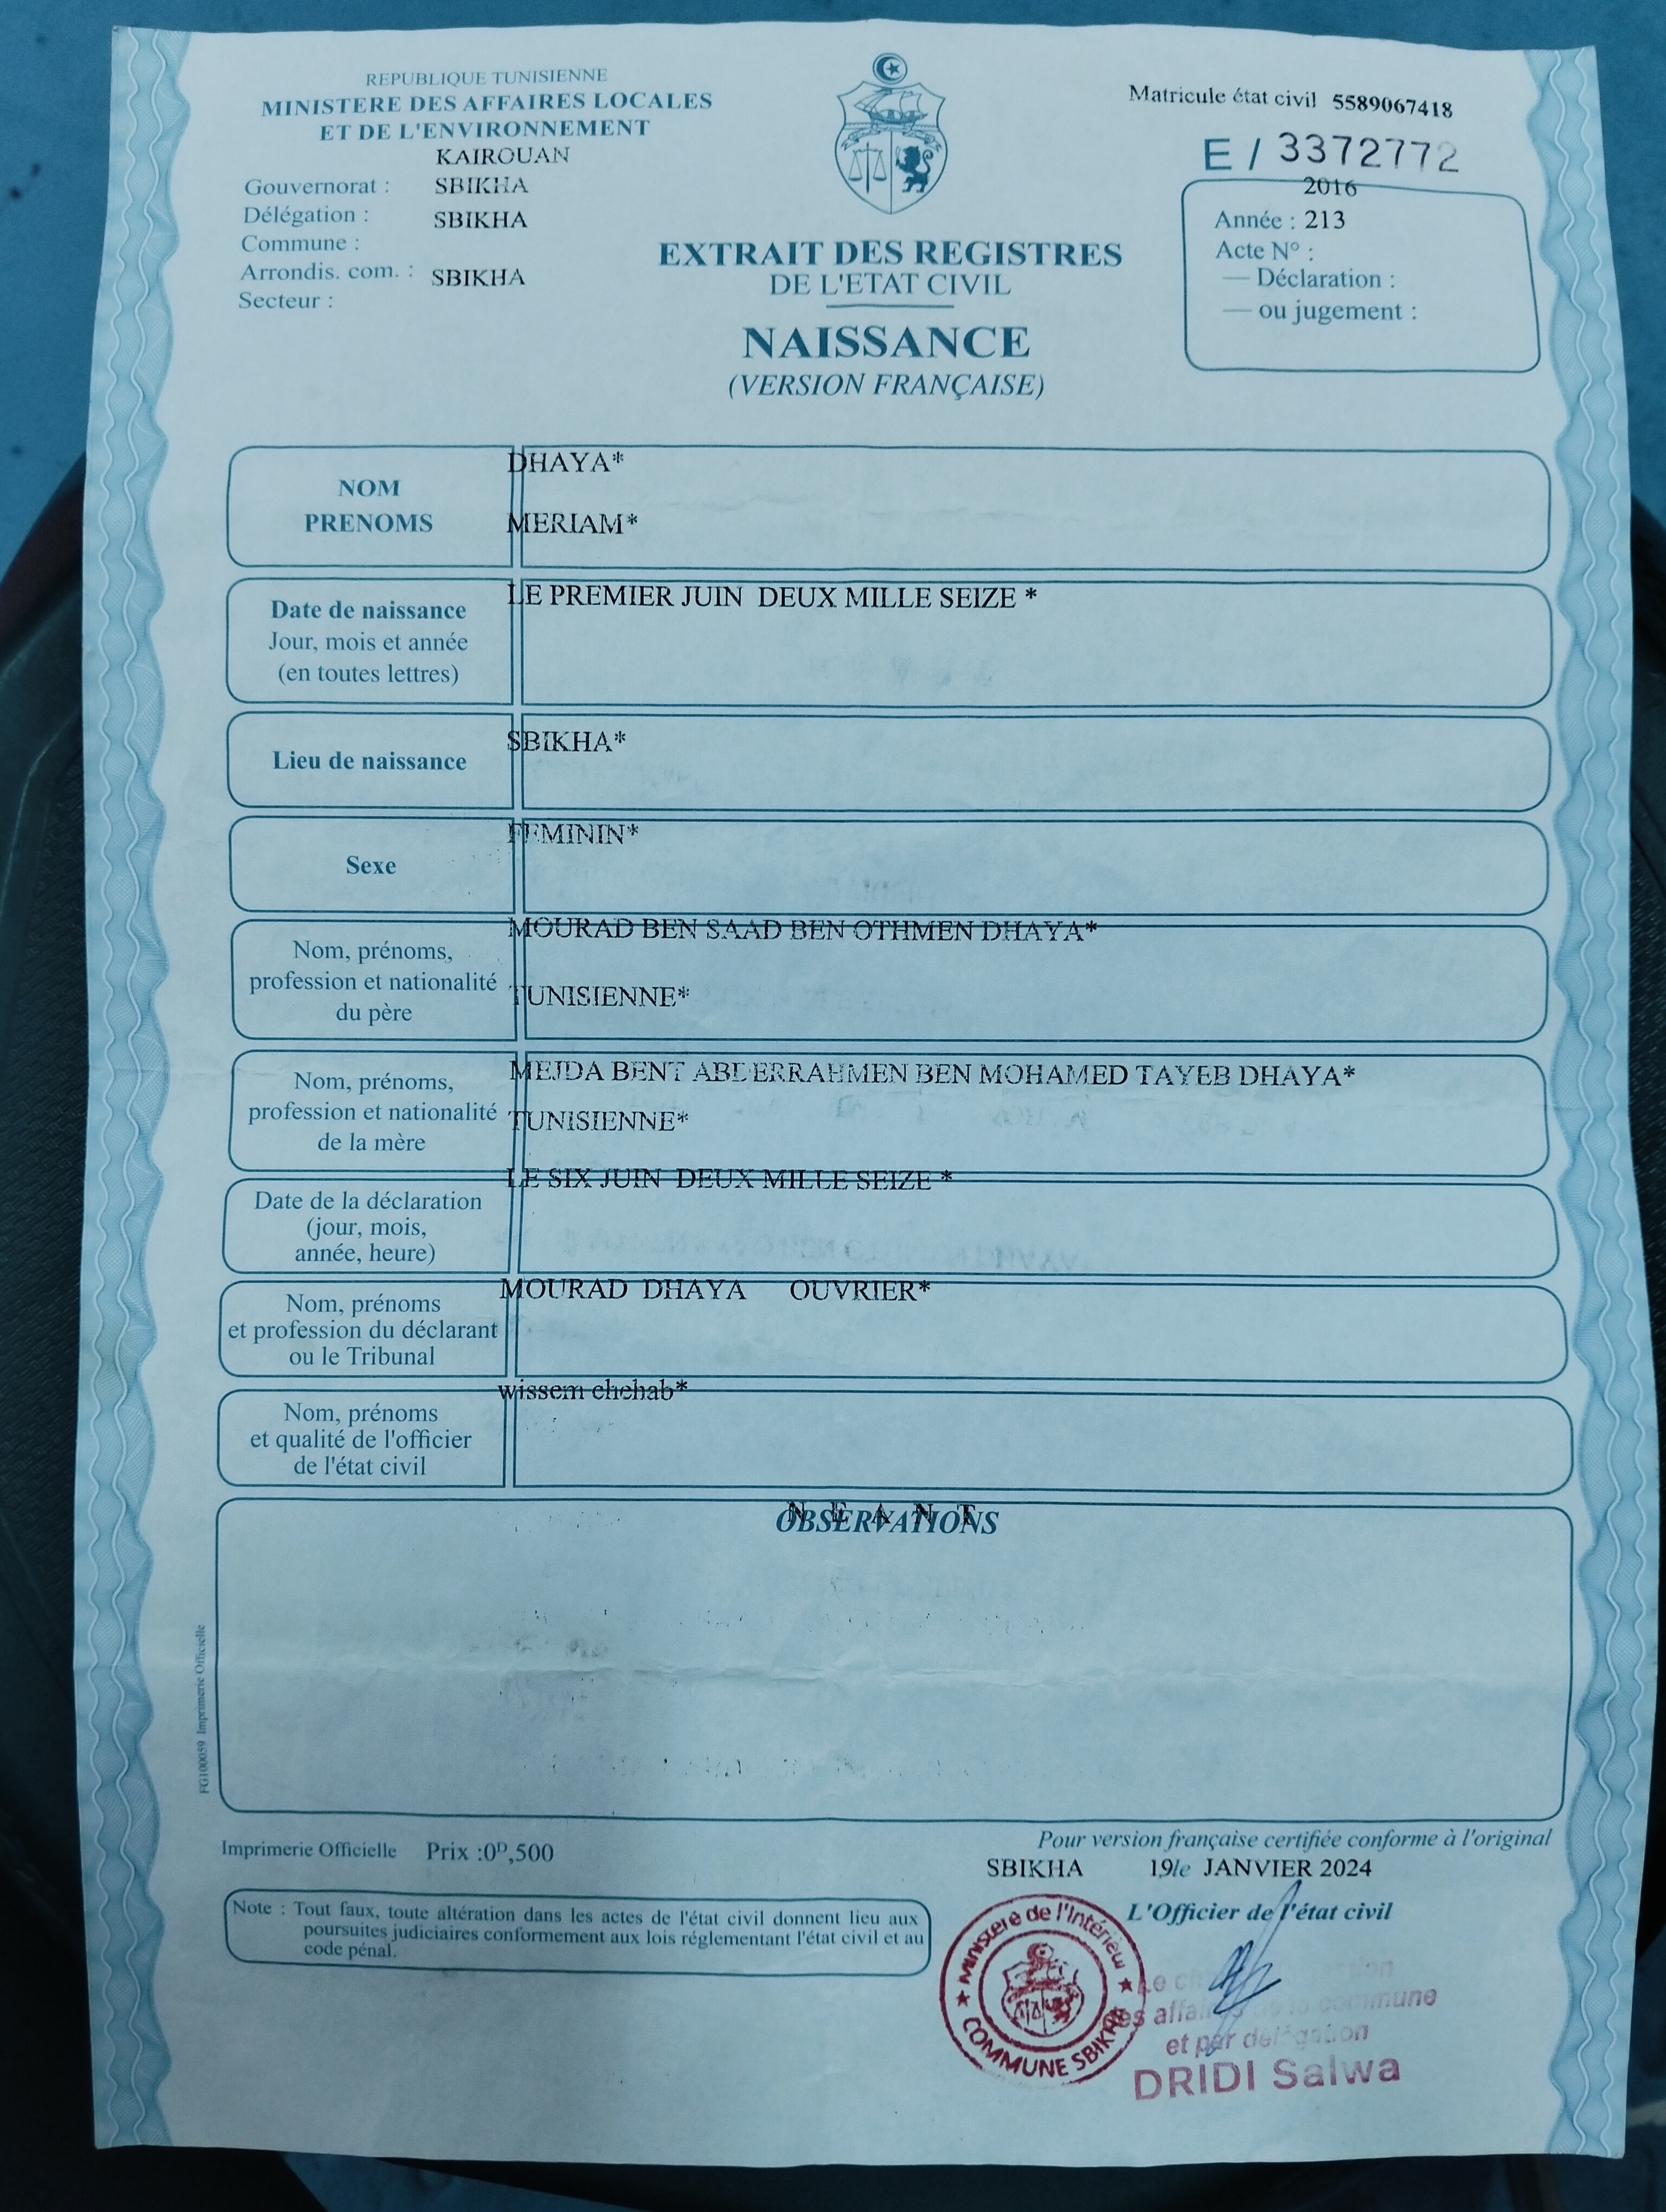 REPUBLIQUE TUNISIENNE
MINISTERE DES AFFAIRES LOCALES
ET DE L'ENVIRONNEMENT
KAIROUAN
Gouvernorat : SBIKHA
Délégation : SBIKHA
Commune :
Arrondis. com. : SBIKHA
Secteur :
Matricule état civil 5589067418
E / 3372772
2016
Année : 213
Acte N° :
— Déclaration :
— ou jugement :
EXTRAIT DES REGISTRES
DE L'ETAT CIVIL
NAISSANCE
(VERSION FRANÇAISE)
NOM
PRENOMS
DHAYA*
MERIAM*
Date de naissance
Jour, mois et année
(en toutes lettres)
LE PREMIER JUIN DEUX MILLE SEIZE *
Lieu de naissance
SBIKHA*
Sexe
FEMININ*
Nom, prénoms,
profession et nationalité
du père
MOURAD BEN SAAD BEN OTHMEN DHAYA*
TUNISIENNE*
Nom, prénoms,
profession et nationalité
de la mère
MEJDA BENT ABDERRAHMEN BEN MOHAMED TAYEB DHAYA*
TUNISIENNE*
Date de la déclaration
(jour, mois,
année, heure)
LE SIX JUIN DEUX MILLE SEIZE *
Nom, prénoms
et profession du déclarant
ou le Tribunal
MOURAD DHAYA OUVRIER*
Nom, prénoms
et qualité de l'officier
de l'état civil
wissem chehab*
N E A N T
OBSERVATIONS
FG100059 Imprimerie Officielle
Imprimerie Officielle Prix :0ᴰ,500
Pour version française certifiée conforme à l'original
SBIKHA 19le JANVIER 2024
L'Officier de l'état civil
Note : Tout faux, toute altération dans les actes de l'état civil donnent lieu aux
poursuites judiciaires conformement aux lois réglementant l'état civil et au
code pénal.
★ Ministère de l'Intérieur ★
COMMUNE SBIKHA
Le
commune
et par délégation
DRIDI Salwa